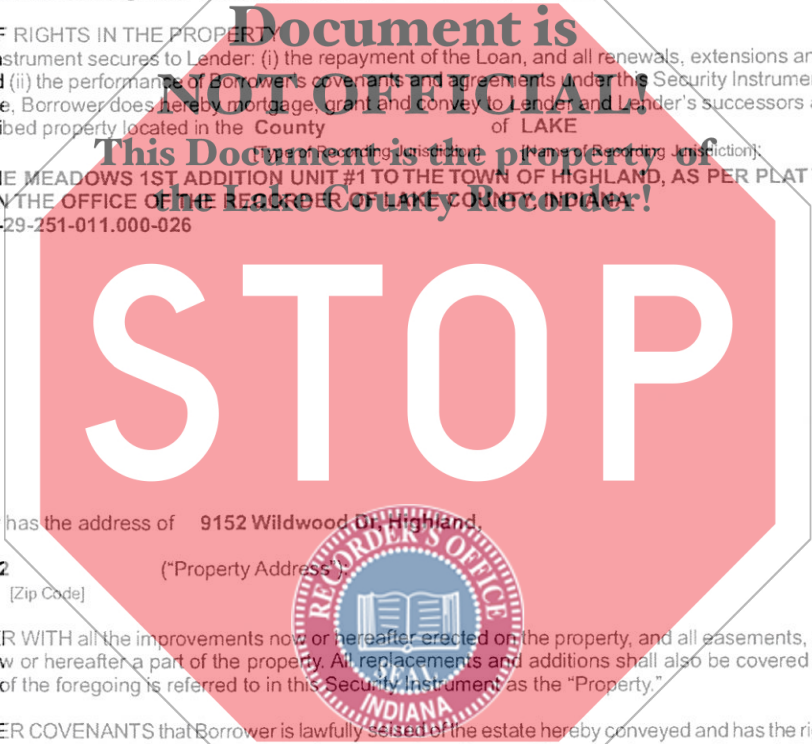 Document is
F RIGHTS IN THE PROPERTY
strument secures to Lender: (i) the repayment of the Loan, and all renewals, extensions an
(ii) the performance of Borrower's covenants and agreements under this Security Instrumen
NOT OFFICIAL!
e, Borrower does hereby mortgage, grant and convey to Lender and Lender's successors
bed property located in the County of LAKE
This Document is the property of
[Type of Recording Jurisdiction] [Name of Recording Jurisdiction]:
E MEADOWS 1ST ADDITION UNIT #1 TO THE TOWN OF HIGHLAND, AS PER PLAT
the Lake County Recorder!
N THE OFFICE OF THE RECORDER OF LAKE COUNTY, INDIANA.
-29-251-011.000-026
STOP
has the address of 9152 Wildwood Dr, Highland,
2 ("Property Address"):
[Zip Code]
RECORDER'S OFFICE
SEAL
INDIANA
R WITH all the improvements now or hereafter erected on the property, and all easements,
w or hereafter a part of the property. All replacements and additions shall also be covered
of the foregoing is referred to in this Security Instrument as the "Property."
ER COVENANTS that Borrower is lawfully seised of the estate hereby conveyed and has the ri